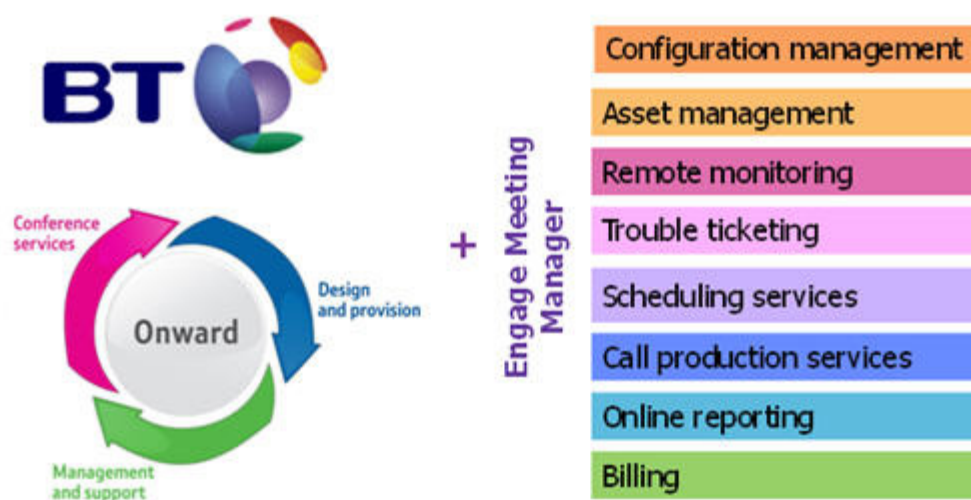 BT
Conference
services
Onward
Design
and provision
Management
and support
+
Engage Meeting
Manager
Configuration management
Asset management
Remote monitoring
Trouble ticketing
Scheduling services
Call production services
Online reporting
Billing